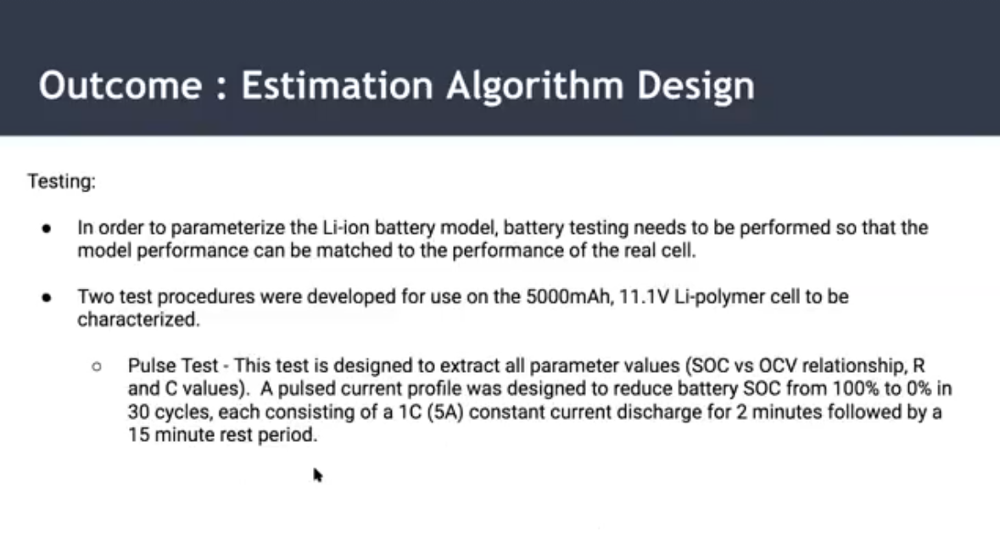 Outcome : Estimation Algorithm Design
Testing:
● In order to parameterize the Li-ion battery model, battery testing needs to be performed so that the
model performance can be matched to the performance of the real cell.
● Two test procedures were developed for use on the 5000mAh, 11.1V Li-polymer cell to be
characterized.
○ Pulse Test - This test is designed to extract all parameter values (SOC vs OCV relationship, R
and C values).  A pulsed current profile was designed to reduce battery SOC from 100% to 0% in
30 cycles, each consisting of a 1C (5A) constant current discharge for 2 minutes followed by a
15 minute rest period.